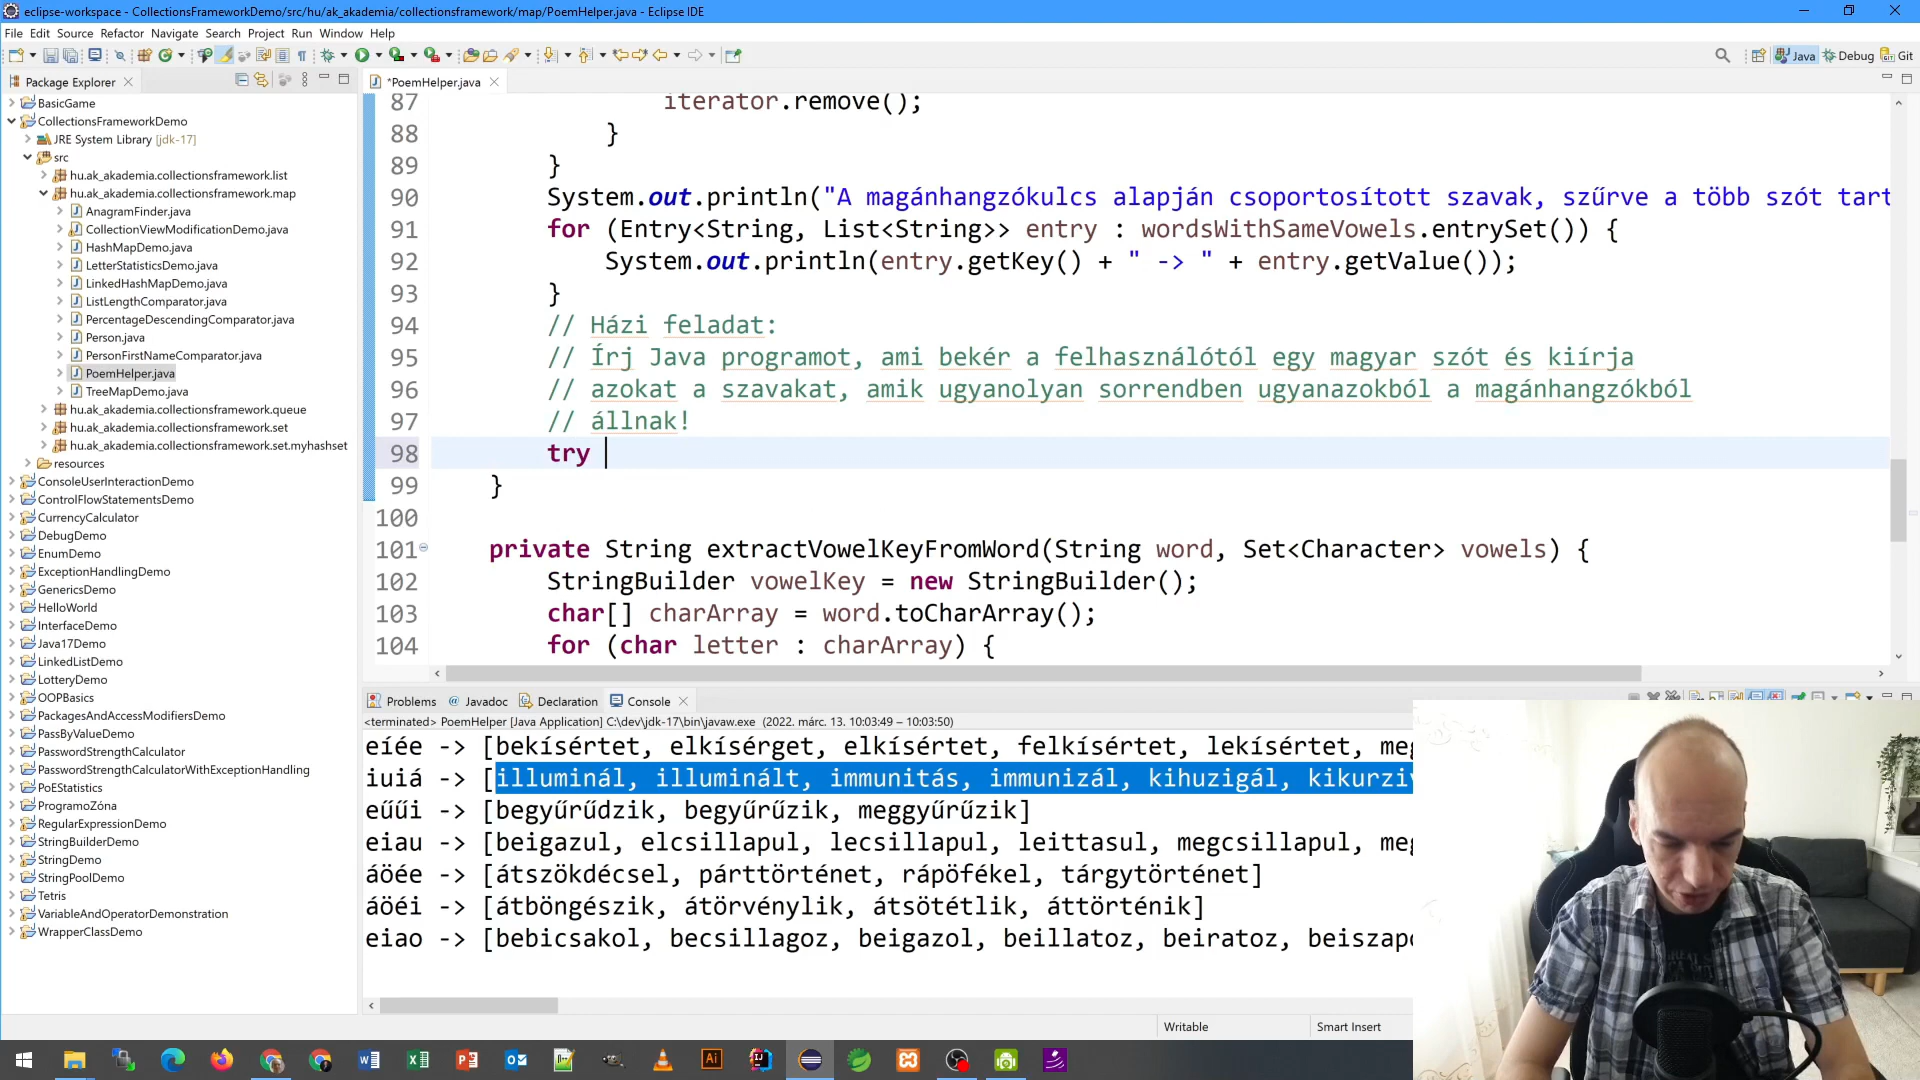 eclipse-workspace - CollectionsFrameworkDemo/src/hu/ak_akademia/collectionsframework/map/PoemHelper.java - Eclipse IDE
File Edit Source Refactor Navigate Search Project Run Window Help
Java Debug Git
Package Explorer
BasicGame
CollectionsFrameworkDemo
JRE System Library [jdk-17]
src
hu.ak_akademia.collectionsframework.list
hu.ak_akademia.collectionsframework.map
AnagramFinder.java
CollectionViewModificationDemo.java
HashMapDemo.java
LetterStatisticsDemo.java
LinkedHashMapDemo.java
ListLengthComparator.java
PercentageDescendingComparator.java
Person.java
PersonFirstNameComparator.java
PoemHelper.java
TreeMapDemo.java
hu.ak_akademia.collectionsframework.queue
hu.ak_akademia.collectionsframework.set
hu.ak_akademia.collectionsframework.set.myhashset
resources
ConsoleUserInteractionDemo
ControlFlowStatementsDemo
CurrencyCalculator
DebugDemo
EnumDemo
ExceptionHandlingDemo
GenericsDemo
HelloWorld
InterfaceDemo
Java17Demo
LinkedListDemo
LotteryDemo
OOPBasics
PackagesAndAccessModifiersDemo
PassByValueDemo
PasswordStrengthCalculator
PasswordStrengthCalculatorWithExceptionHandling
PoEStatistics
ProgramoZóna
RegularExpressionDemo
StringBuilderDemo
StringDemo
StringPoolDemo
Tetris
VariableAndOperatorDemonstration
WrapperClassDemo
*PoemHelper.java
87 iterator.remove();
88 }
89 }
90 System.out.println("A magánhangzókulcs alapján csoportosított szavak, szűrve a több szót tart
91 for (Entry<String, List<String>> entry : wordsWithSameVowels.entrySet()) {
92 System.out.println(entry.getKey() + " -> " + entry.getValue());
93 }
94 // Házi feladat:
95 // Írj Java programot, ami bekér a felhasználótól egy magyar szót és kiírja
96 // azokat a szavakat, amik ugyanolyan sorrendben ugyanazokból a magánhangzókból
97 // állnak!
98 try
99 }
100
101 private String extractVowelKeyFromWord(String word, Set<Character> vowels) {
102 StringBuilder vowelKey = new StringBuilder();
103 char[] charArray = word.toCharArray();
104 for (char letter : charArray) {
Problems Javadoc Declaration Console
<terminated> PoemHelper [Java Application] C:\dev\jdk-17\bin\javaw.exe (2022. márc. 13. 10:03:49 – 10:03:50)
eíée -> [bekísértet, elkísérget, elkísértet, felkísértet, lekísértet, meg
iuiá -> [illuminál, illuminált, immunitás, immunizál, kihuzigál, kikurziv
eűűi -> [begyűrűdzik, begyűrűzik, meggyűrűzik]
eiau -> [beigazul, elcsillapul, lecsillapul, leittasul, megcsillapul, meg
áöée -> [átszökdécsel, párttörténet, rápöfékel, tárgytörténet]
áöéi -> [átböngészik, átörvénylik, átsötétlik, áttörténik]
eiao -> [bebicsakol, becsillagoz, beigazol, beillatoz, beiratoz, beiszapo
Writable Smart Insert